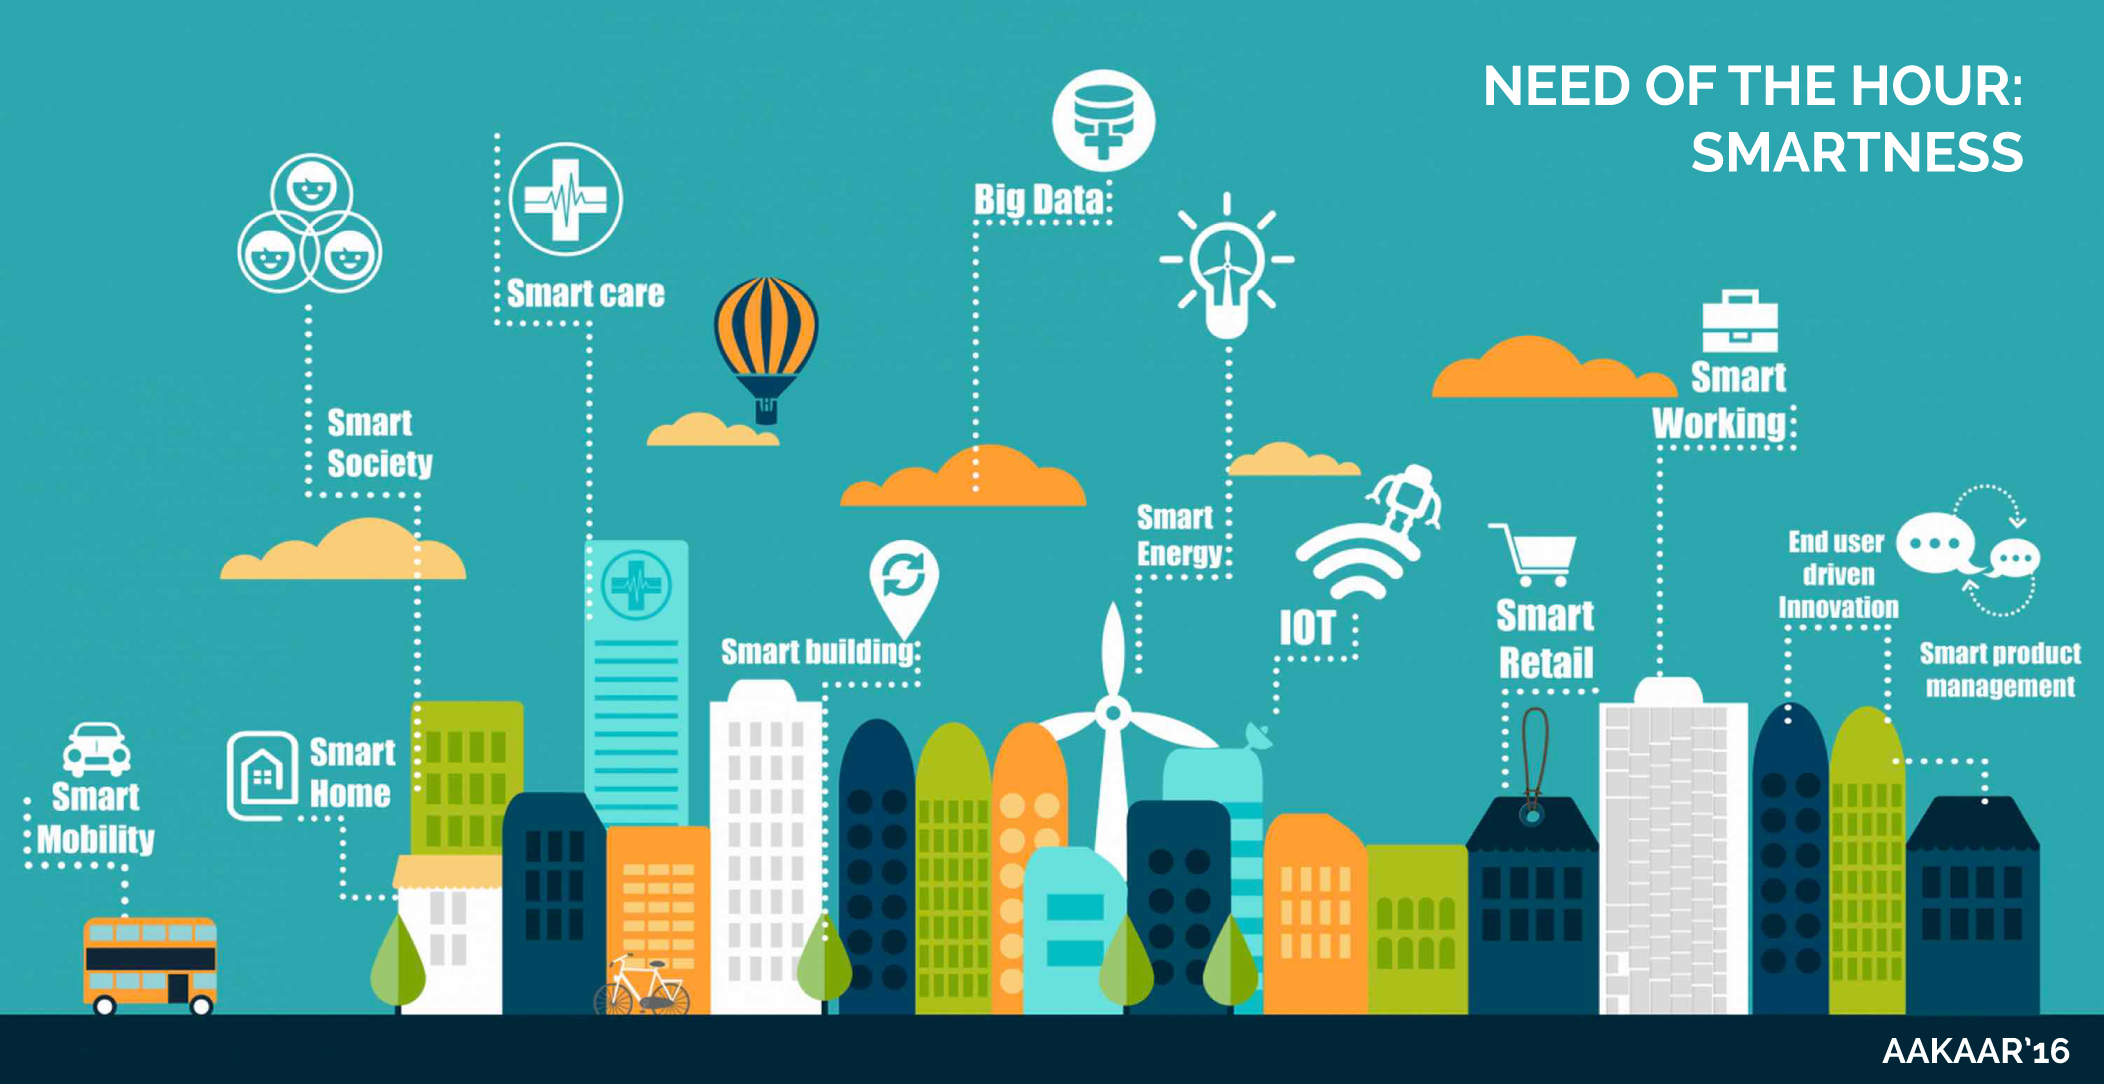 NEED OF THE HOUR:
SMARTNESS
Big Data
Smart care
Smart
Society
Smart
Working
Smart
Energy
End user
driven
Innovation
IOT
Smart
Retail
Smart building
Smart product
management
Smart
Home
Smart
Mobility
AAKAAR'16